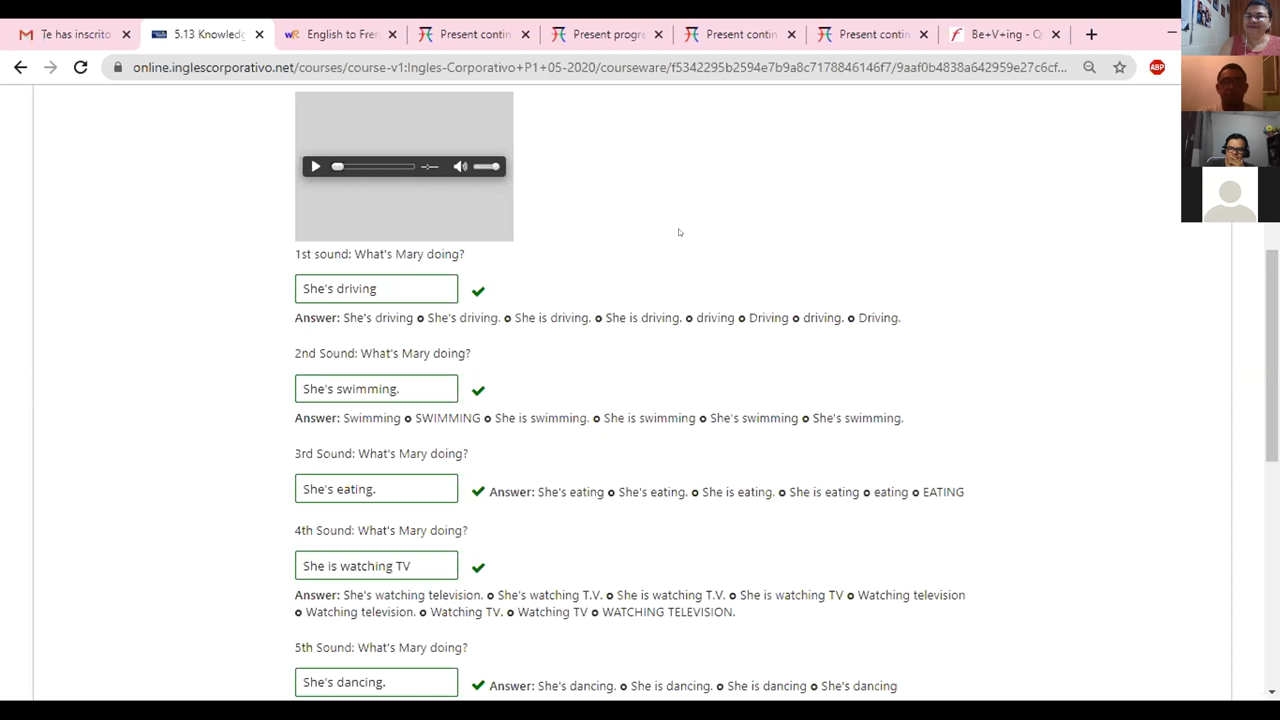 Te has inscrito
5.13 Knowledg
English to Fren
Present contin
Present progre
Present contin
Present contin
Be+V+ing - Q
online.inglescorporativo.net/courses/course-v1:Ingles-Corporativo+P1+05-2020/courseware/f5342295b2594e7b9a8c7178846146f7/9aaf0b4838a642959e27c6cf...
ABP
1st sound: What's Mary doing?
She's driving
Answer: She's driving o She's driving. o She is driving. o She is driving. o driving o Driving o driving. o Driving.
2nd Sound: What's Mary doing?
She's swimming.
Answer: Swimming o SWIMMING o She is swimming. o She is swimming o She's swimming o She's swimming.
3rd Sound: What's Mary doing?
She's eating.
Answer: She's eating o She's eating. o She is eating. o She is eating o eating o EATING
4th Sound: What's Mary doing?
She is watching TV
Answer: She's watching television. o She's watching T.V. o She is watching T.V. o She is watching TV o Watching television
o Watching television. o Watching TV. o Watching TV o WATCHING TELEVISION.
5th Sound: What's Mary doing?
She's dancing.
Answer: She's dancing. o She is dancing. o She is dancing o She's dancing